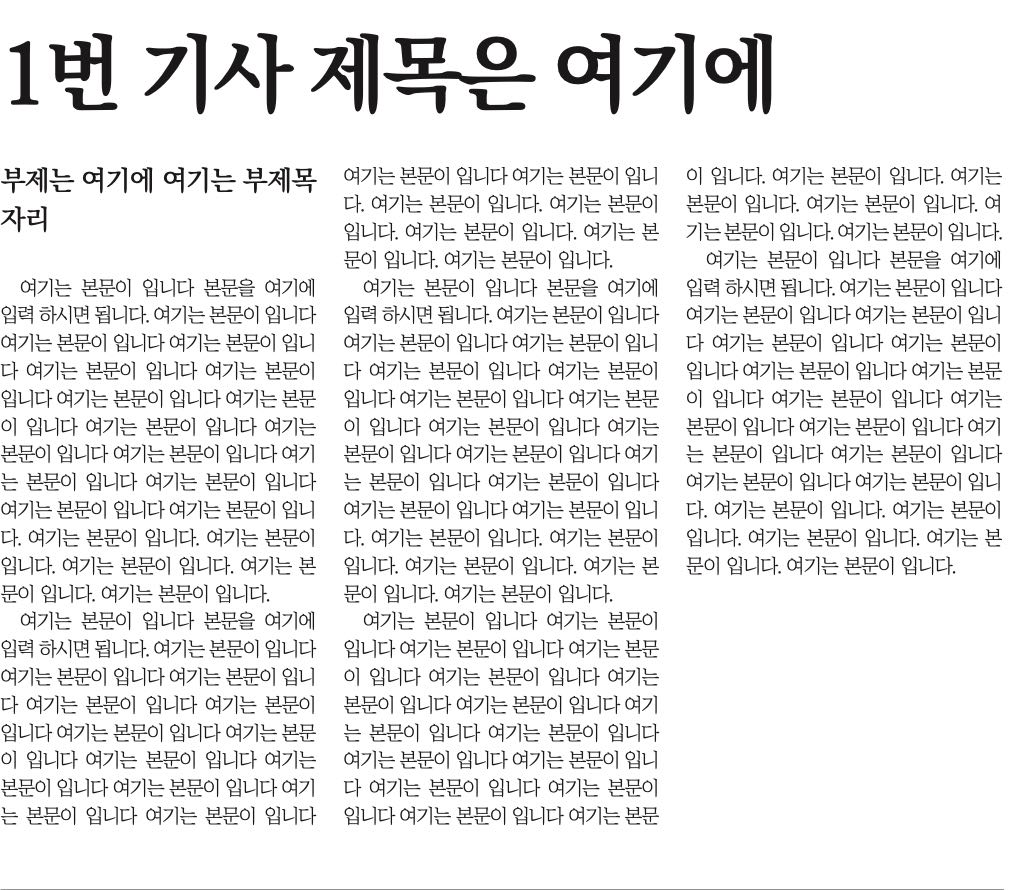 1번 기사 제목은 여기에
부제는 여기에 여기는 부제목
자리
여기는 본문이 입니다 본문을 여기에
입력 하시면 됩니다. 여기는 본문이 입니다
여기는 본문이 입니다 여기는 본문이 입니
다 여기는 본문이 입니다 여기는 본문이
입니다 여기는 본문이 입니다 여기는 본문
이 입니다 여기는 본문이 입니다 여기는
본문이 입니다 여기는 본문이 입니다 여기
는 본문이 입니다 여기는 본문이 입니다
여기는 본문이 입니다 여기는 본문이 입니
다. 여기는 본문이 입니다. 여기는 본문이
입니다. 여기는 본문이 입니다. 여기는 본
문이 입니다. 여기는 본문이 입니다.
여기는 본문이 입니다 본문을 여기에
입력 하시면 됩니다. 여기는 본문이 입니다
여기는 본문이 입니다 여기는 본문이 입니
다 여기는 본문이 입니다 여기는 본문이
입니다 여기는 본문이 입니다 여기는 본문
이 입니다 여기는 본문이 입니다 여기는
본문이 입니다 여기는 본문이 입니다 여기
는 본문이 입니다 여기는 본문이 입니다
여기는 본문이 입니다 여기는 본문이 입니
다. 여기는 본문이 입니다. 여기는 본문이
입니다. 여기는 본문이 입니다. 여기는 본
문이 입니다. 여기는 본문이 입니다.
여기는 본문이 입니다 본문을 여기에
입력 하시면 됩니다. 여기는 본문이 입니다
여기는 본문이 입니다 여기는 본문이 입니
다 여기는 본문이 입니다 여기는 본문이
입니다 여기는 본문이 입니다 여기는 본문
이 입니다 여기는 본문이 입니다 여기는
본문이 입니다 여기는 본문이 입니다 여기
는 본문이 입니다 여기는 본문이 입니다
여기는 본문이 입니다 여기는 본문이 입니
다. 여기는 본문이 입니다. 여기는 본문이
입니다. 여기는 본문이 입니다. 여기는 본
문이 입니다. 여기는 본문이 입니다.
여기는 본문이 입니다 여기는 본문이
입니다 여기는 본문이 입니다 여기는 본문
이 입니다 여기는 본문이 입니다 여기는
본문이 입니다 여기는 본문이 입니다 여기
는 본문이 입니다 여기는 본문이 입니다
여기는 본문이 입니다 여기는 본문이 입니
다 여기는 본문이 입니다 여기는 본문이
입니다 여기는 본문이 입니다 여기는 본문
이 입니다. 여기는 본문이 입니다. 여기는
본문이 입니다. 여기는 본문이 입니다. 여
기는 본문이 입니다. 여기는 본문이 입니다.
여기는 본문이 입니다 본문을 여기에
입력 하시면 됩니다. 여기는 본문이 입니다
여기는 본문이 입니다 여기는 본문이 입니
다 여기는 본문이 입니다 여기는 본문이
입니다 여기는 본문이 입니다 여기는 본문
이 입니다 여기는 본문이 입니다 여기는
본문이 입니다 여기는 본문이 입니다 여기
는 본문이 입니다 여기는 본문이 입니다
여기는 본문이 입니다 여기는 본문이 입니
다. 여기는 본문이 입니다. 여기는 본문이
입니다. 여기는 본문이 입니다. 여기는 본
문이 입니다. 여기는 본문이 입니다.